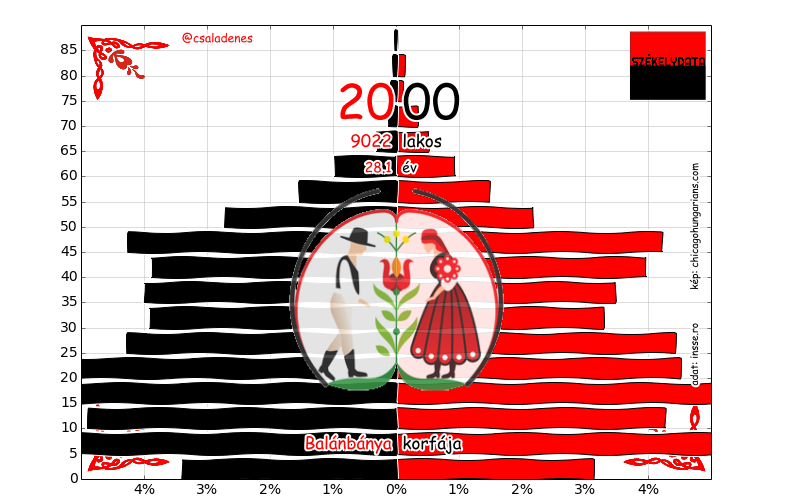 @csaladenes
SZÉKELYDATA
2000
9022 lakos
28.1 év
kép: chicagohungarians.com
adat: insse.ro
Balánbánya korfája
85
80
75
70
65
60
55
50
45
40
35
30
25
20
15
10
5
0
4% 3% 2% 1% 0% 1% 2% 3% 4%